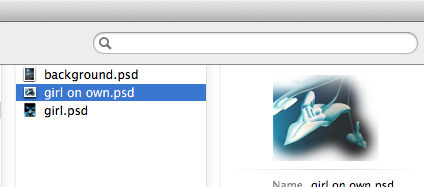 background.psd
girl on own.psd
girl.psd
Name girl on own.psd